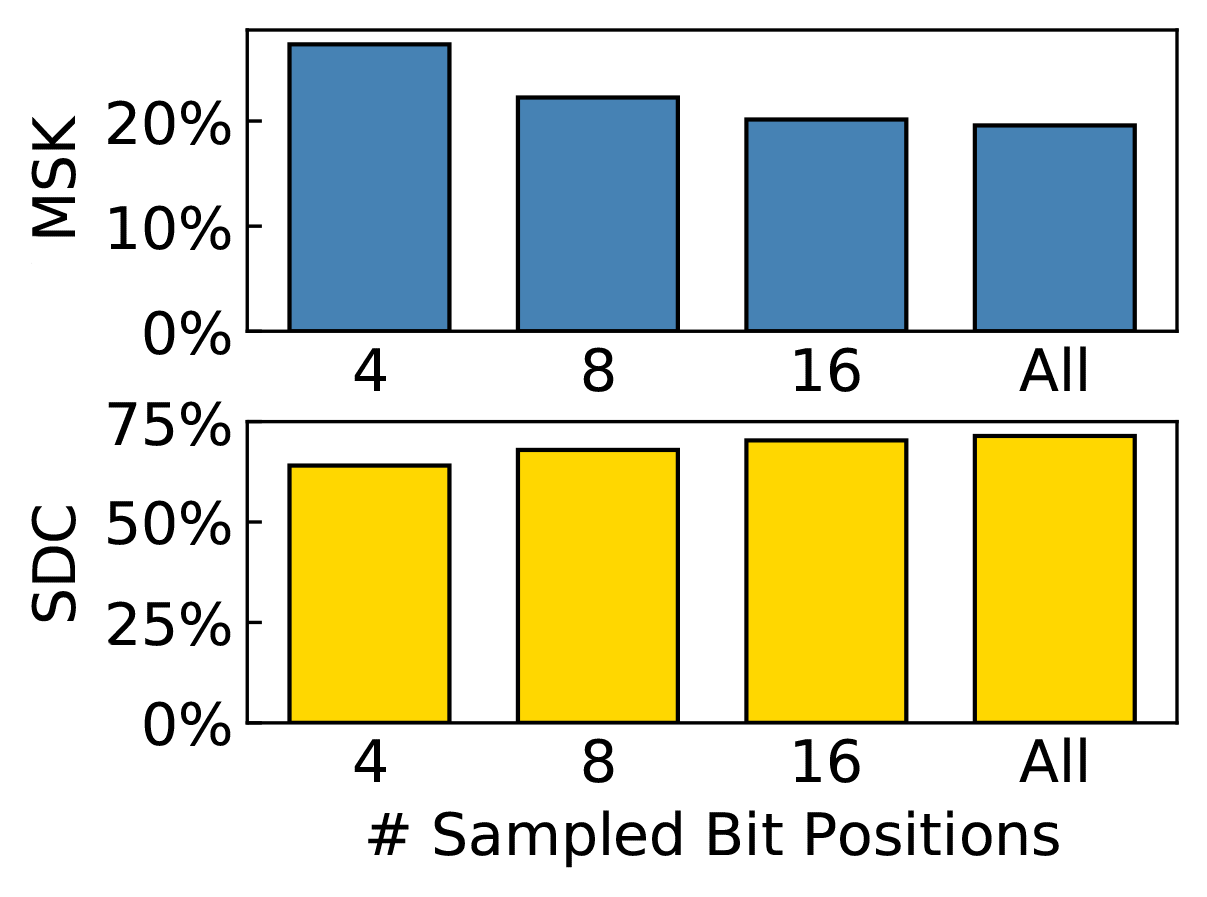 MSK
20%
10%
0%
4 8 16 All
SDC
75%
50%
25%
0%
4 8 16 All
# Sampled Bit Positions